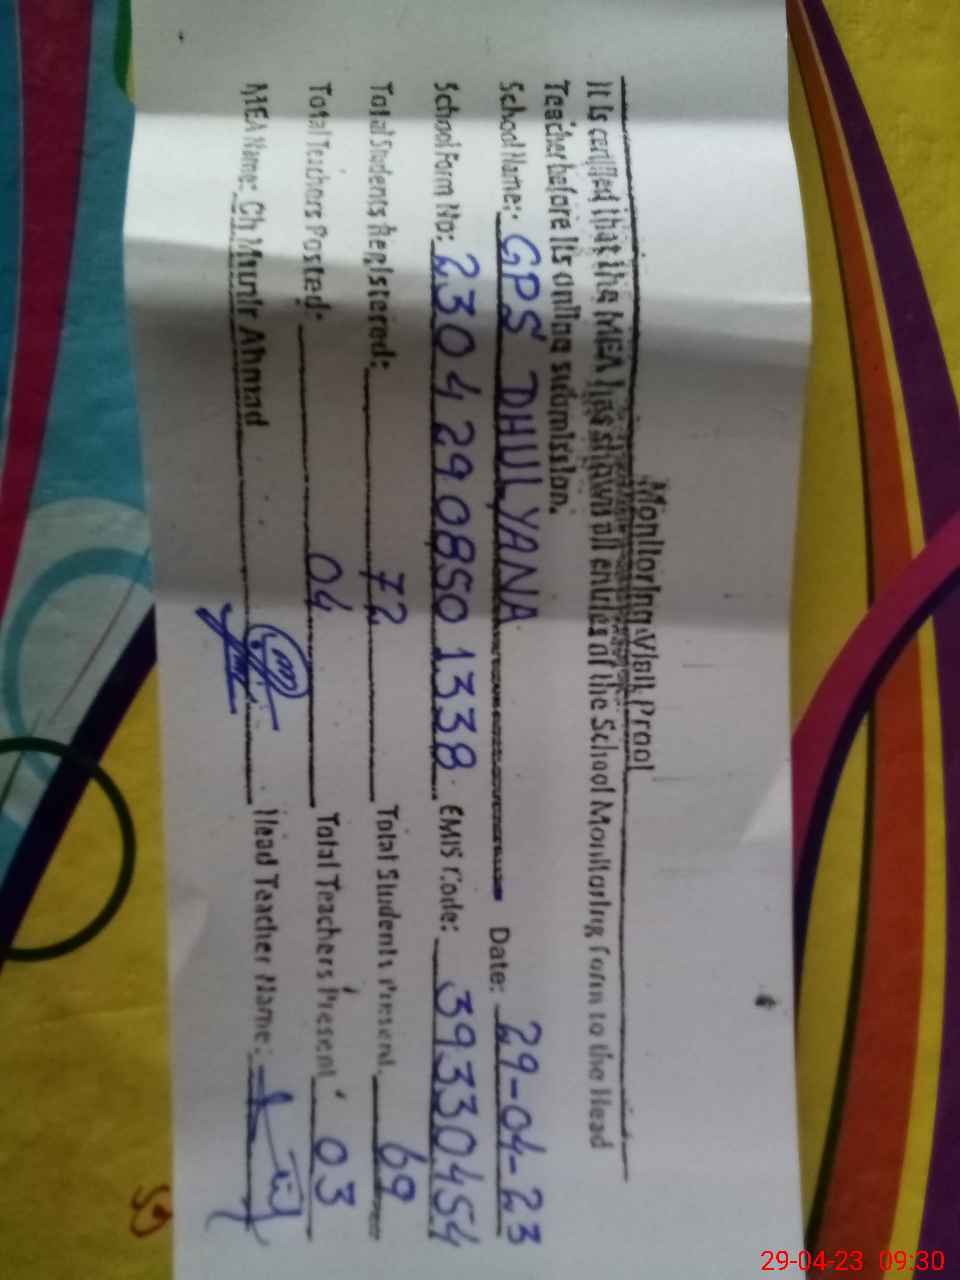 Monitoring Visit Proof
It is certified that the MEA has shown all entries of the School Monitoring Form to the Head
Teacher before its online submission.
School Name: GPS DHULYANA Date: 29-04-23
School Form No: 2304290850 1338 EMIS Code: 39330454
Total Students Registered: 72 Total Students Present 69
Total Teachers Posted: 04 Total Teachers Present 03
MEA Name: Ch Munir Ahmad Head Teacher Name:
29-04-23 09:30